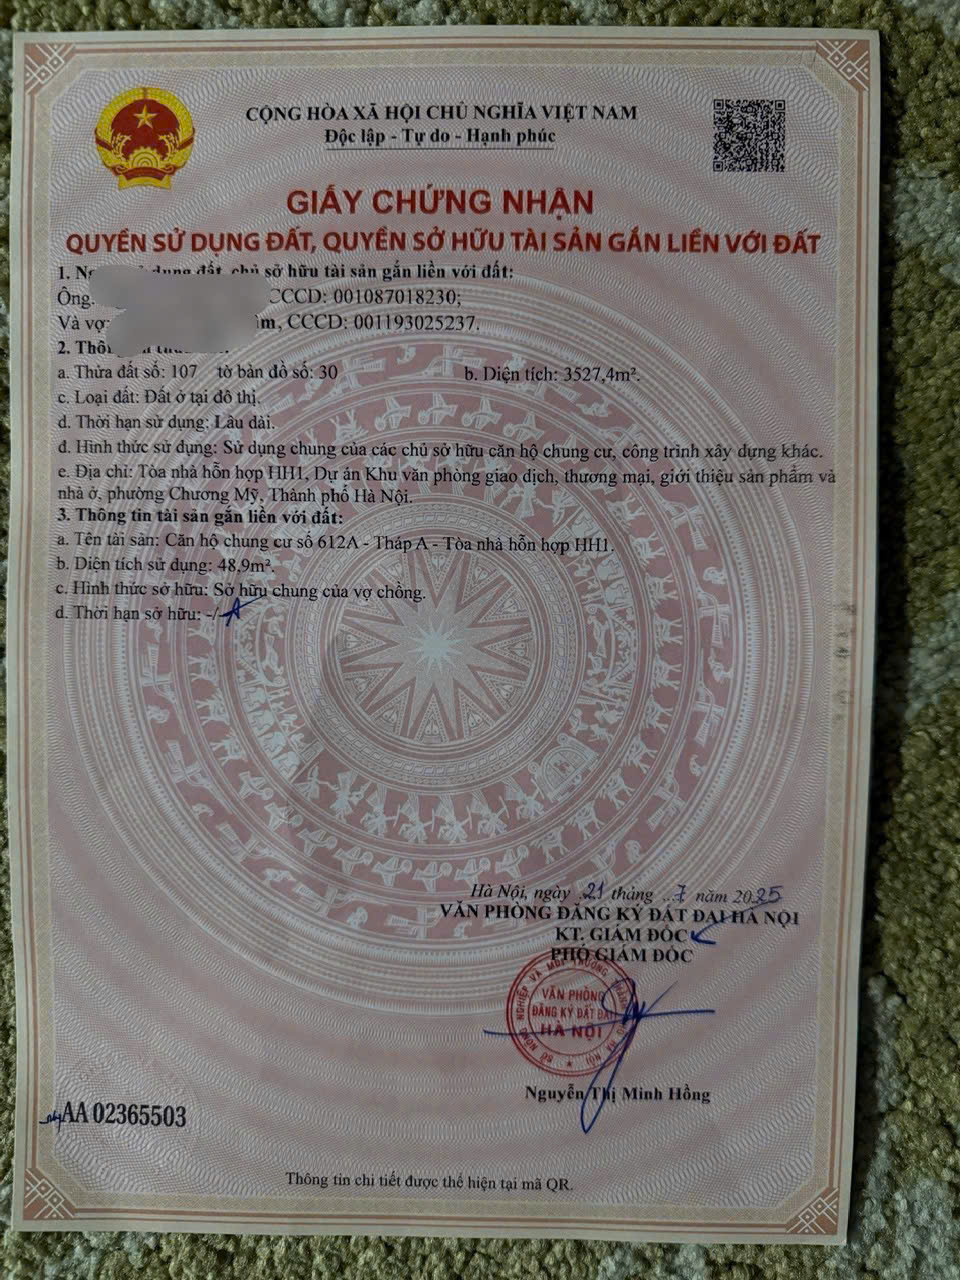 CỘNG HÒA XÃ HỘI CHỦ NGHĨA VIỆT NAM
Độc lập - Tự do - Hạnh phúc
GIẤY CHỨNG NHẬN
QUYỀN SỬ DỤNG ĐẤT, QUYỀN SỞ HỮU TÀI SẢN GẮN LIỀN VỚI ĐẤT
1. dụng đất, chủ sở hữu tài sản gắn liền với đất:
Ông. CCCD: 001087018230;
Và vợ: CCCD: 001193025237.
2.
a. Thửa đất số: 107 tờ bản đồ số: 30 b. Diện tích: 3527,4m².
c. Loại đất: Đất ở tại đô thị.
d. Thời hạn sử dụng: Lâu dài.
đ. Hình thức sử dụng: Sử dụng chung của các chủ sở hữu căn hộ chung cư, công trình xây dựng khác.
e. Địa chỉ: Tòa nhà hỗn hợp HH1, Dự án Khu văn phòng giao dịch, thương mại, giới thiệu sản phẩm và
nhà ở, phường Chương Mỹ, Thành phố Hà Nội.
3. Thông tin tài sản gắn liền với đất:
a. Tên tài sản: Căn hộ chung cư số 612A - Tháp A - Tòa nhà hỗn hợp HH1.
b. Diện tích sử dụng: 48,9m².
c. Hình thức sở hữu: Sở hữu chung của vợ chồng.
d. Thời hạn sở hữu: -/-
Hà Nội, ngày 21 tháng 7 năm 2025
VĂN PHÒNG ĐĂNG KÝ ĐẤT ĐAI HÀ NỘI
KT. GIÁM ĐỐC
PHÓ GIÁM ĐỐC
VĂN PHÒNG
ĐĂNG KÝ ĐẤT ĐAI
HÀ NỘI
Nguyễn Thị Minh Hồng
AA 02365503
Thông tin chi tiết được thể hiện tại mã QR.